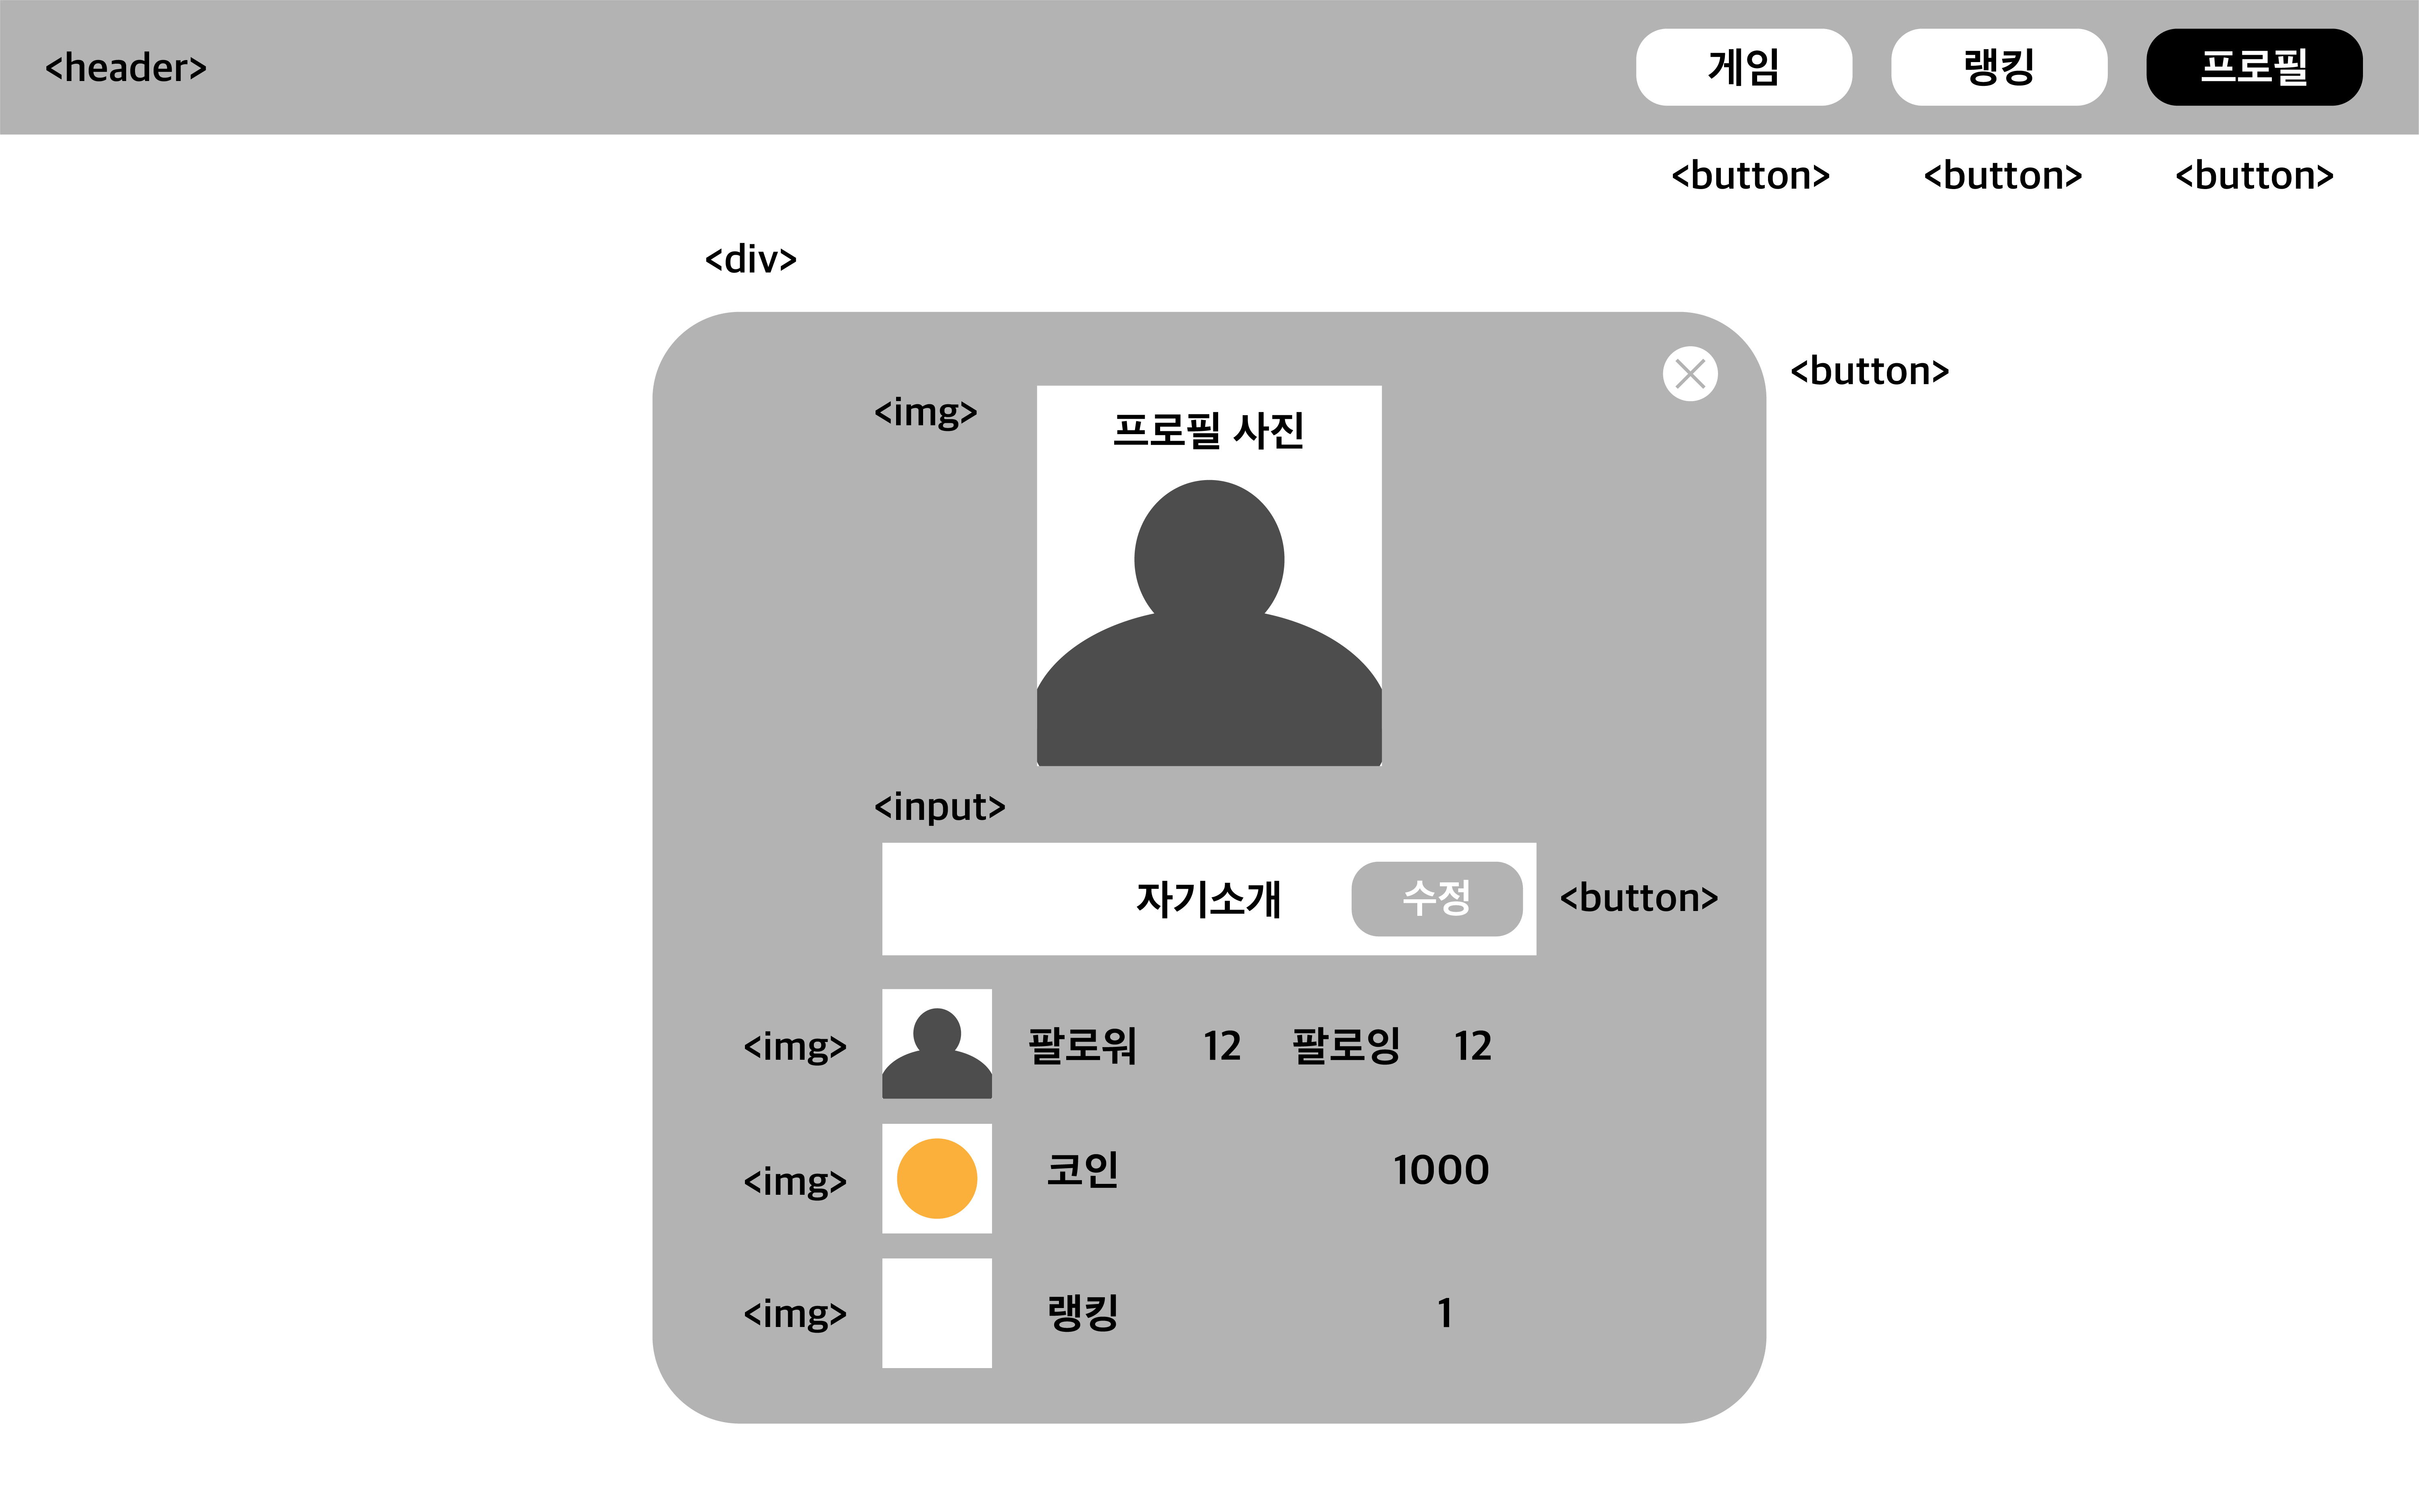 <header> 게임 랭킹 프로필
<button> <button> <button>
<div>
<button>
<img> 프로필 사진
<input>
자기소개 수정 <button>
<img> 팔로워 12 팔로잉 12
<img> 코인 1000
<img> 랭킹 1